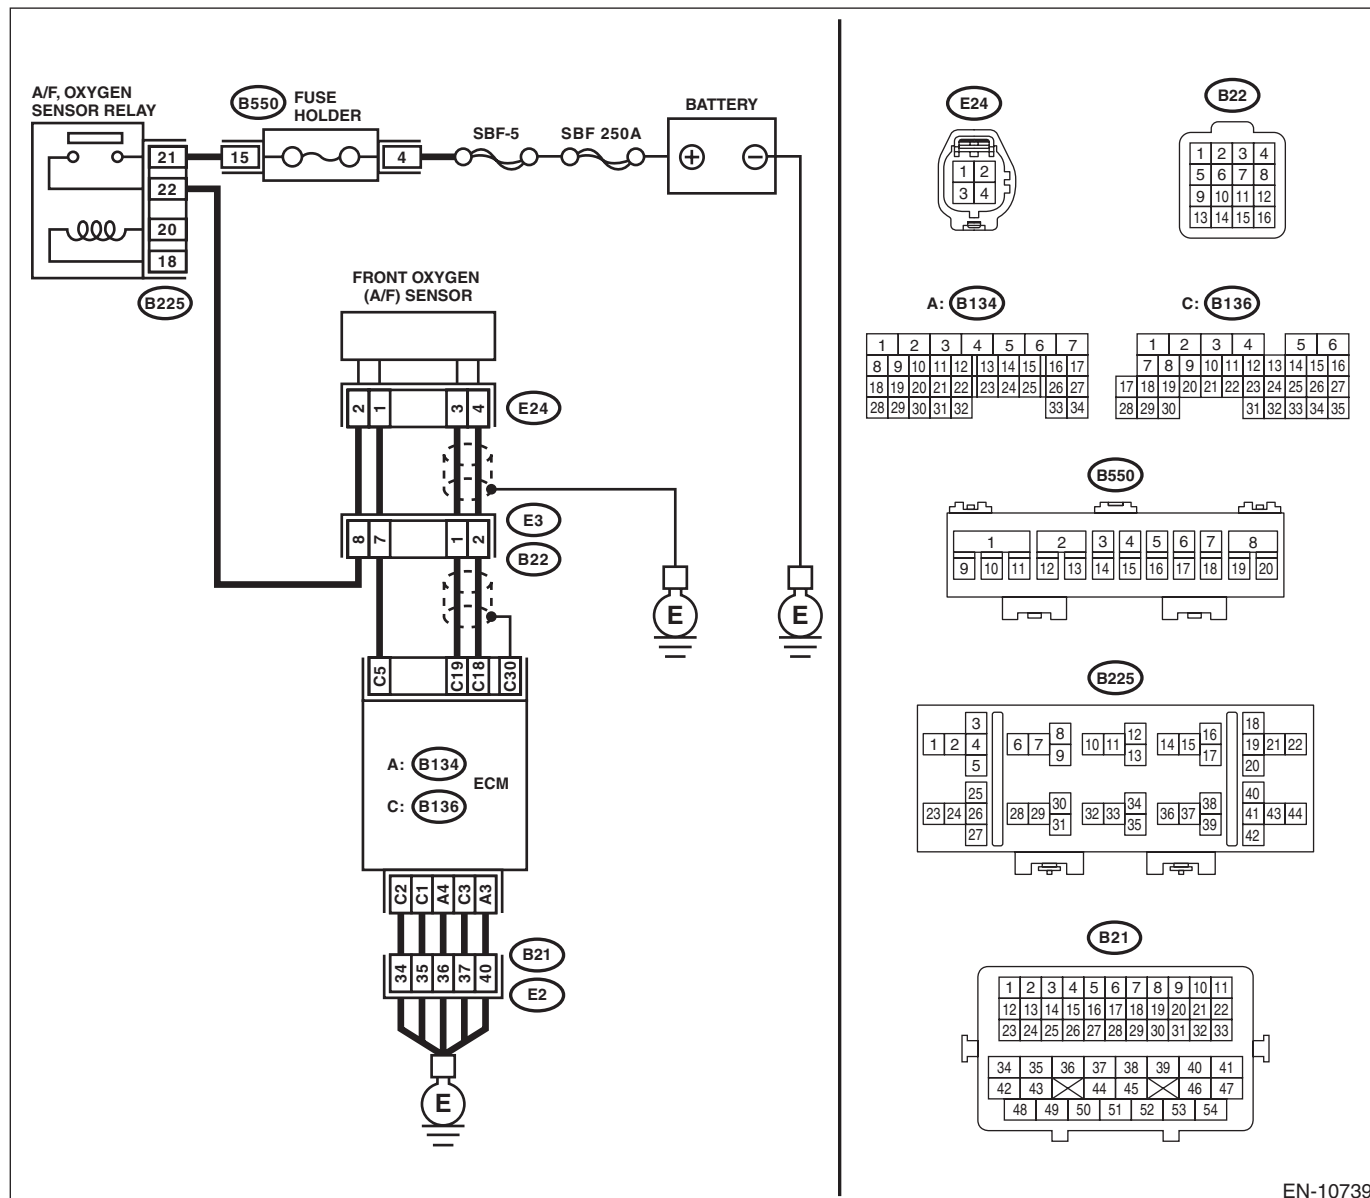 A/F, OXYGEN
SENSOR RELAY
B550
FUSE
HOLDER
SBF-5
SBF 250A
BATTERY
21
15
4
22
20
18
B225
FRONT OXYGEN
(A/F) SENSOR
2 1 3 4
E24
8 7 1 2
E3
B22
E
E
C5 C19 C18 C30
A: B134
ECM
C: B136
C2 C1 A4 C3 A3
34 35 36 37 40
B21
E2
E
E24
1 2
3 4
B22
1 2 3 4
5 6 7 8
9 10 11 12
13 14 15 16
A: B134
1 2 3 4 5 6 7
8 9 10 11 12 13 14 15 16 17
18 19 20 21 22 23 24 25 26 27
28 29 30 31 32 33 34
C: B136
1 2 3 4 5 6
7 8 9 10 11 12 13 14 15 16
17 18 19 20 21 22 23 24 25 26 27
28 29 30 31 32 33 34 35
B550
1 2 3 4 5 6 7 8
9 10 11 12 13 14 15 16 17 18 19 20
B225
3 8 12 16 18
1 2 4 6 7 10 11 14 15 19 21 22
5 9 13 17 20
25 30 34 38 40
23 24 26 28 29 32 33 36 37 41 43 44
27 31 35 39 42
B21
1 2 3 4 5 6 7 8 9 10 11
12 13 14 15 16 17 18 19 20 21 22
23 24 25 26 27 28 29 30 31 32 33
34 35 36 37 38 39 40 41
42 43 44 45 46 47
48 49 50 51 52 53 54
EN-10739